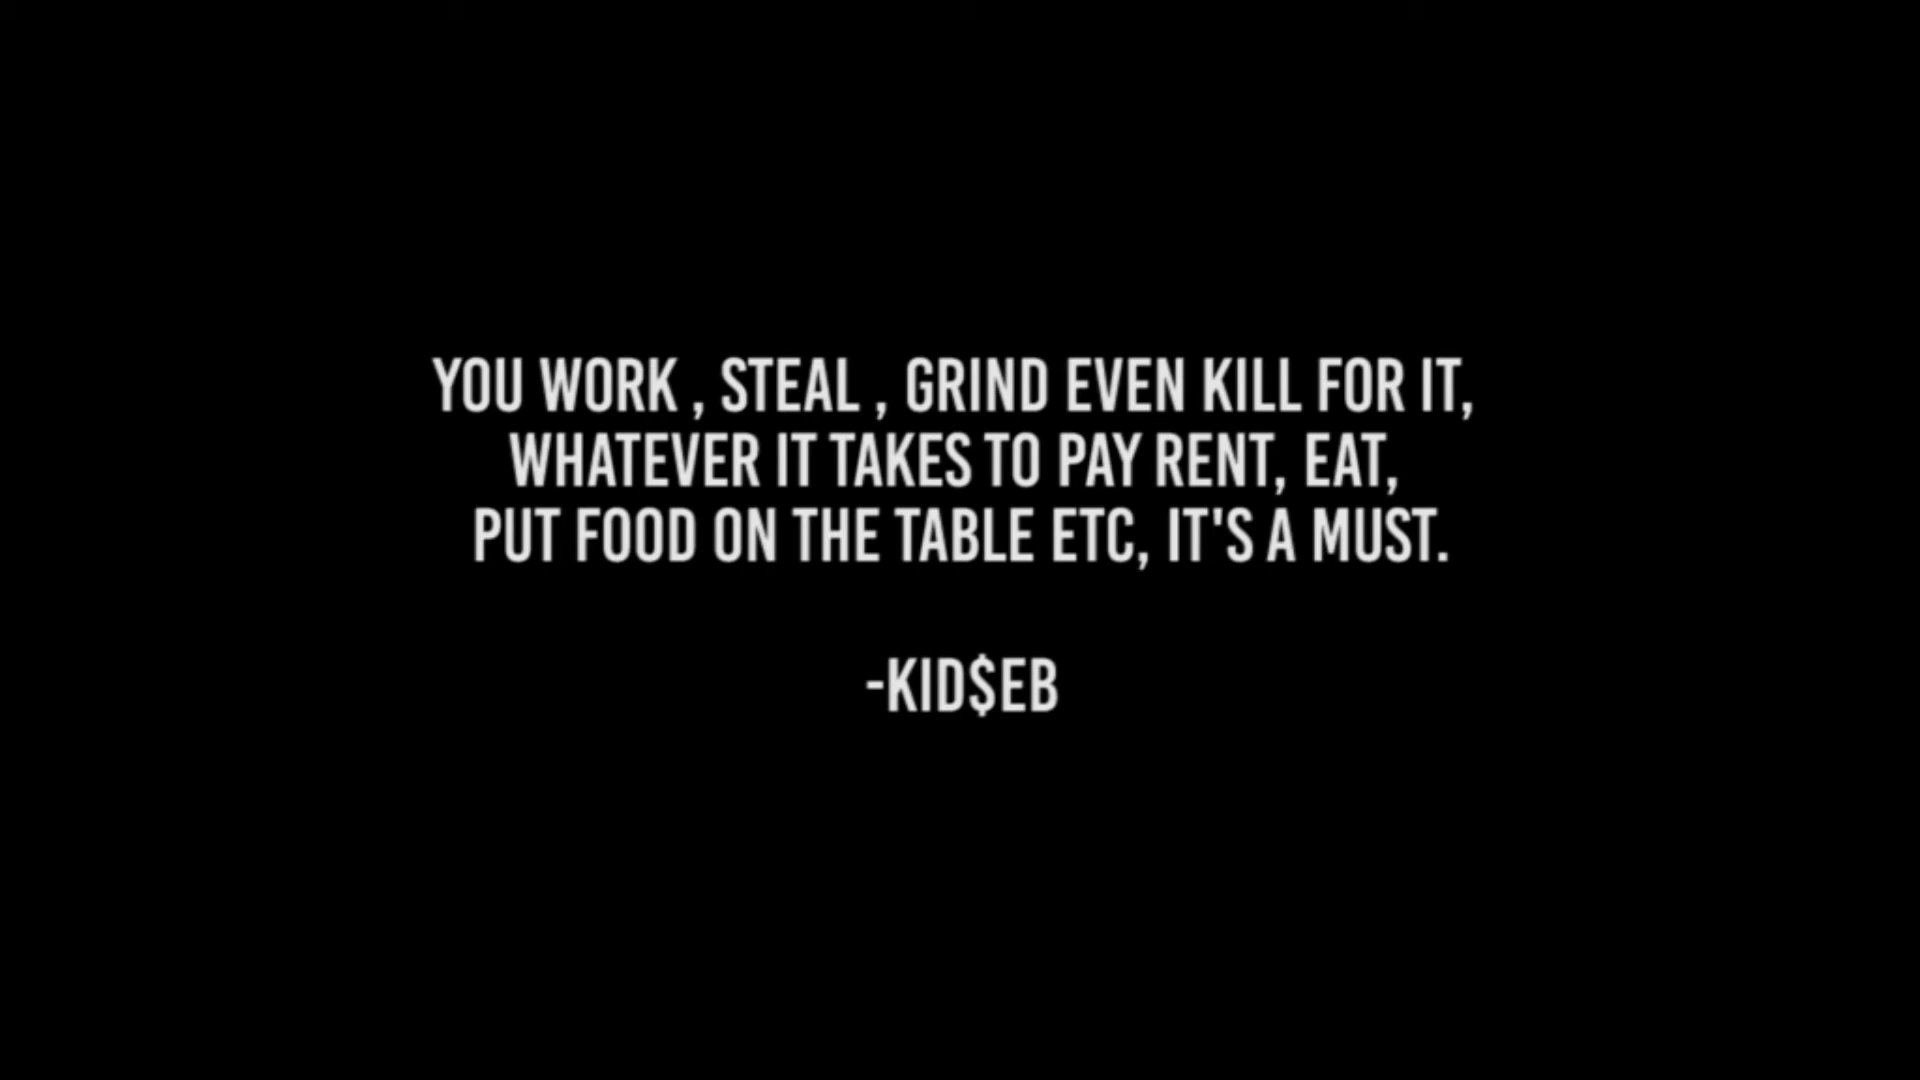 YOU WORK , STEAL , GRIND EVEN KILL FOR IT,
WHATEVER IT TAKES TO PAY RENT, EAT,
PUT FOOD ON THE TABLE ETC, IT'S A MUST.
-KID$EB